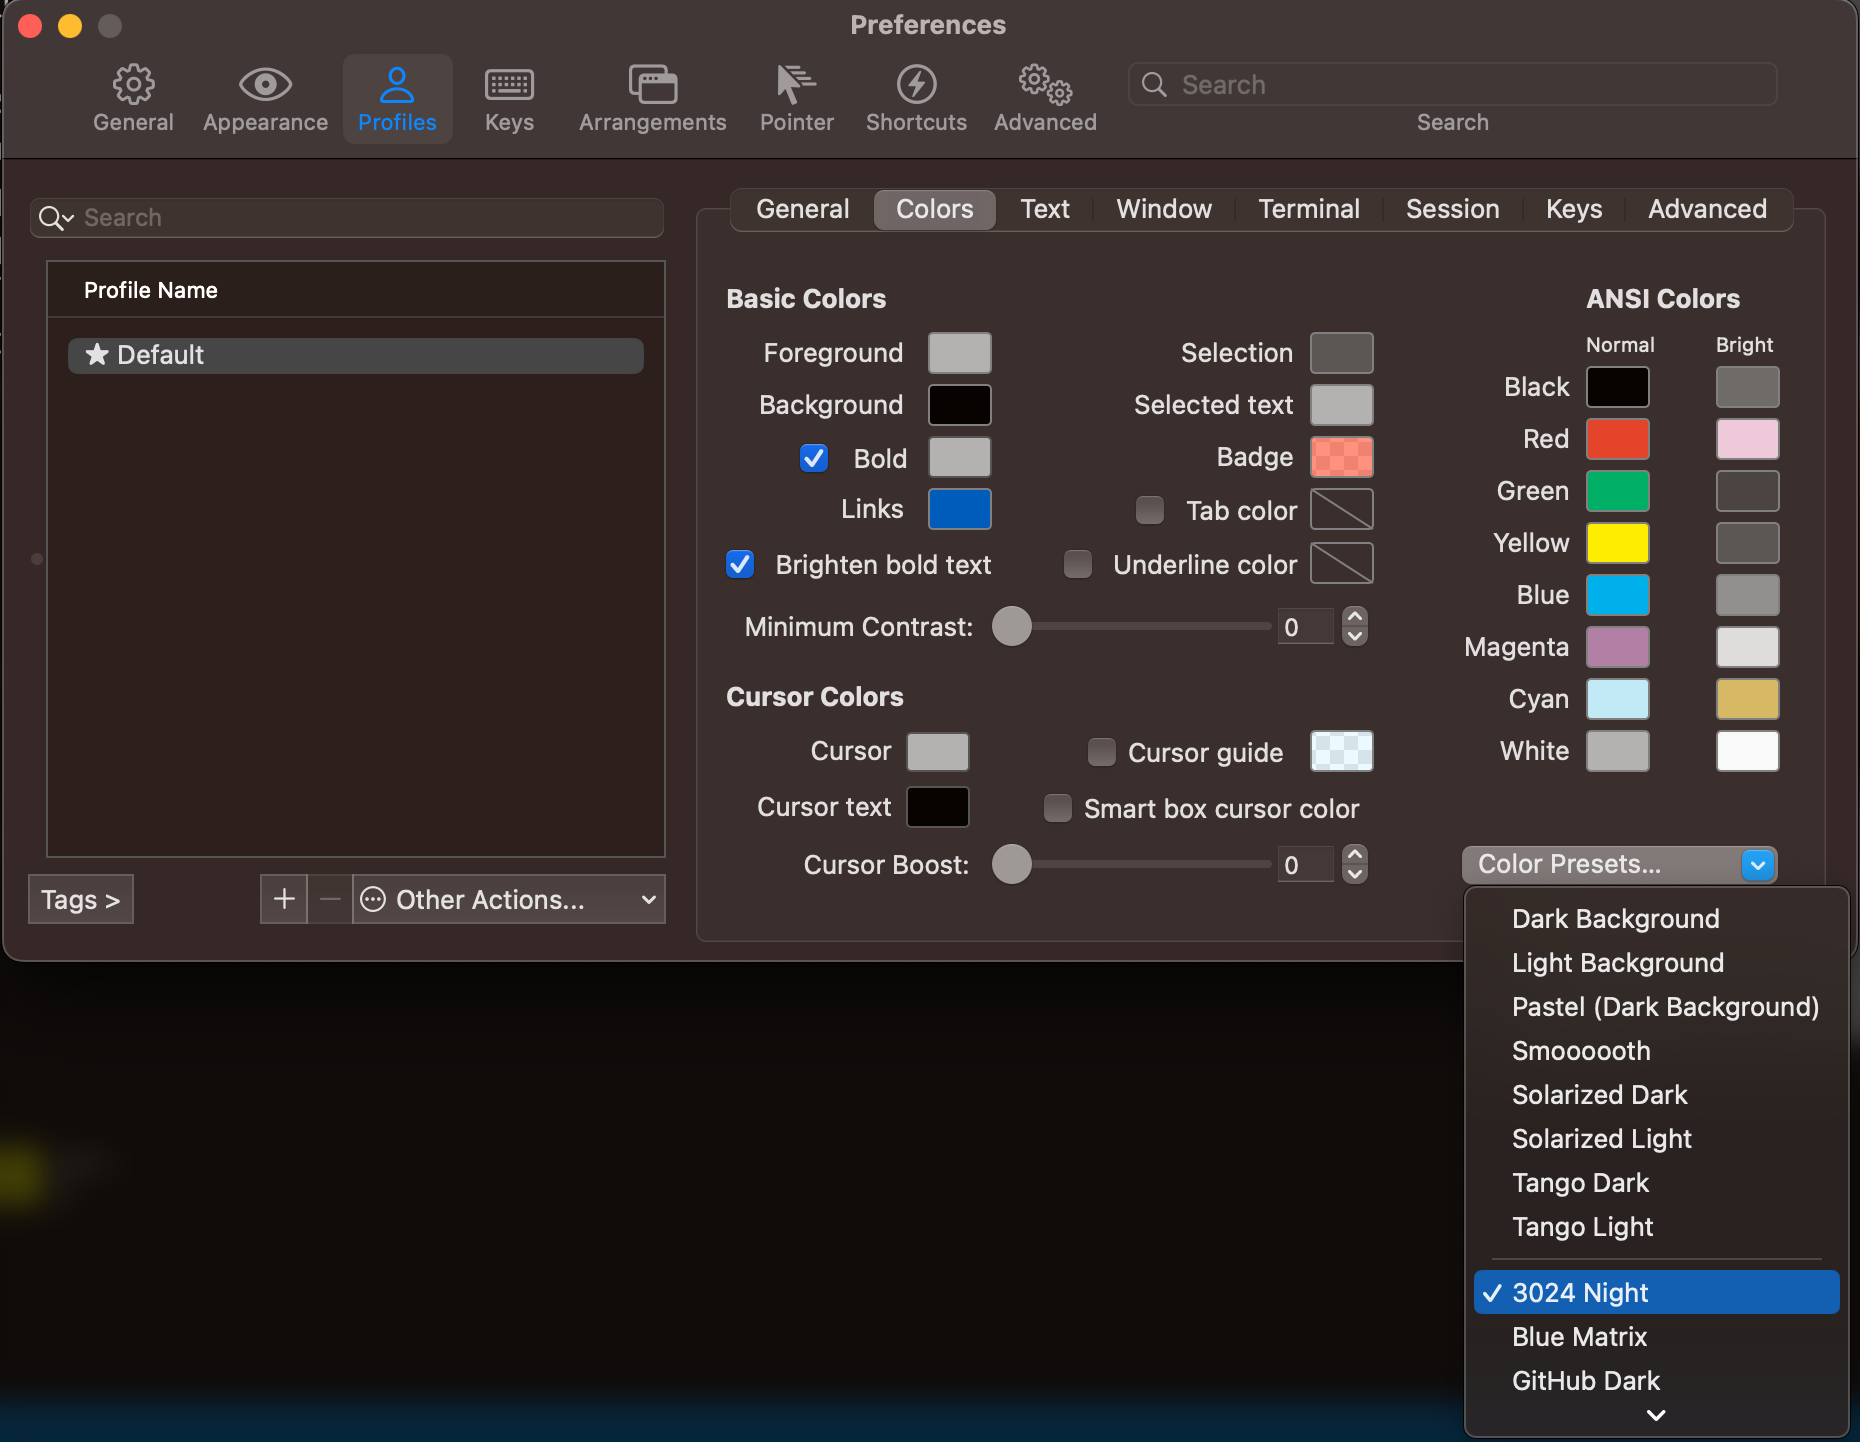 Preferences
General Appearance Profiles Keys Arrangements Pointer Shortcuts Advanced Search
Search
Search
Profile Name
Default
Tags >
Other Actions...
General Colors Text Window Terminal Session Keys Advanced
Basic Colors
Foreground
Background
Bold
Links
Brighten bold text
Selection
Selected text
Badge
Tab color
Underline color
Minimum Contrast: 0
Cursor Colors
Cursor
Cursor text
Cursor guide
Smart box cursor color
Cursor Boost: 0
ANSI Colors
Normal Bright
Black
Red
Green
Yellow
Blue
Magenta
Cyan
White
Color Presets...
Dark Background
Light Background
Pastel (Dark Background)
Smoooooth
Solarized Dark
Solarized Light
Tango Dark
Tango Light
3024 Night
Blue Matrix
GitHub Dark